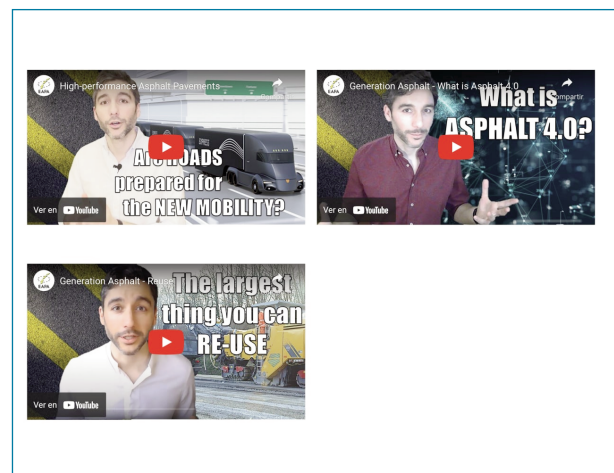 EAPA
High-performance Asphalt Pavements
Are ROADS
prepared for
the NEW MOBILITY?
Ver en YouTube
EAPA
Generation Asphalt - What is Asphalt 4.0
Compartir
What is
ASPHALT 4.0?
Ver en YouTube
EAPA
Generation Asphalt - Reuse
The largest
thing you can
RE-USE
Ver en YouTube